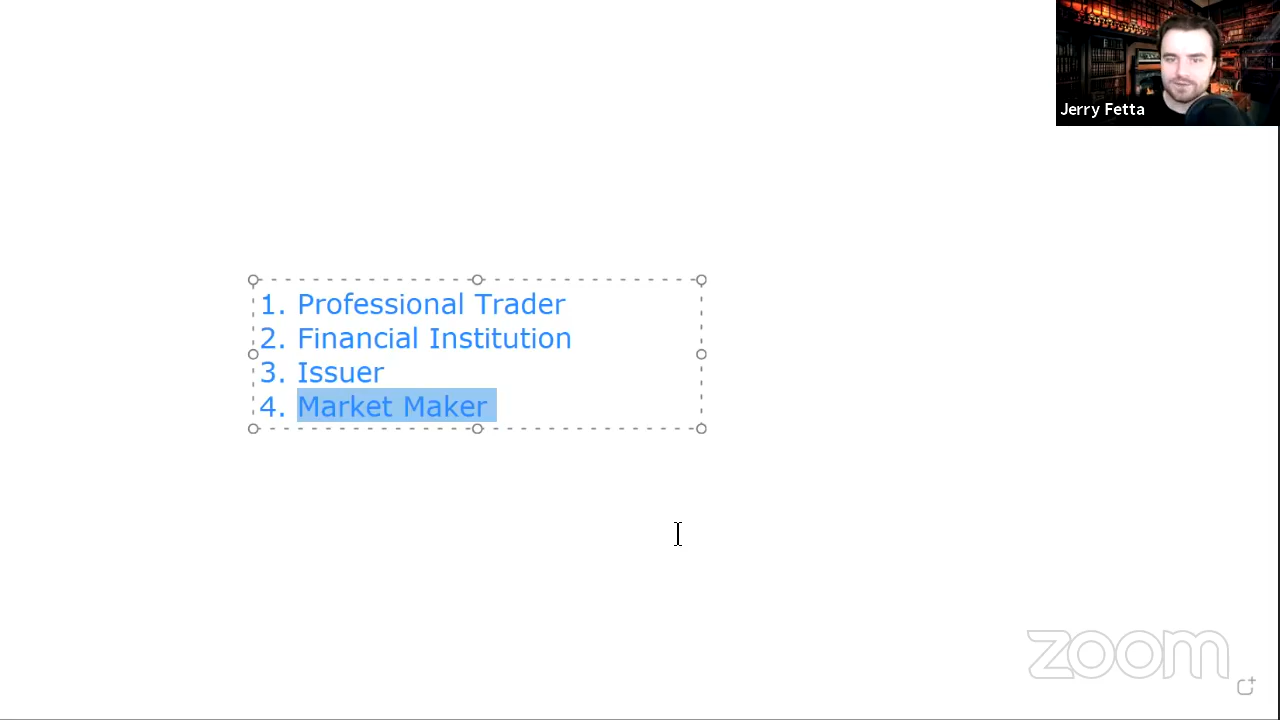 Jerry Fetta
1. Professional Trader
2. Financial Institution
3. Issuer
4. Market Maker
zoom